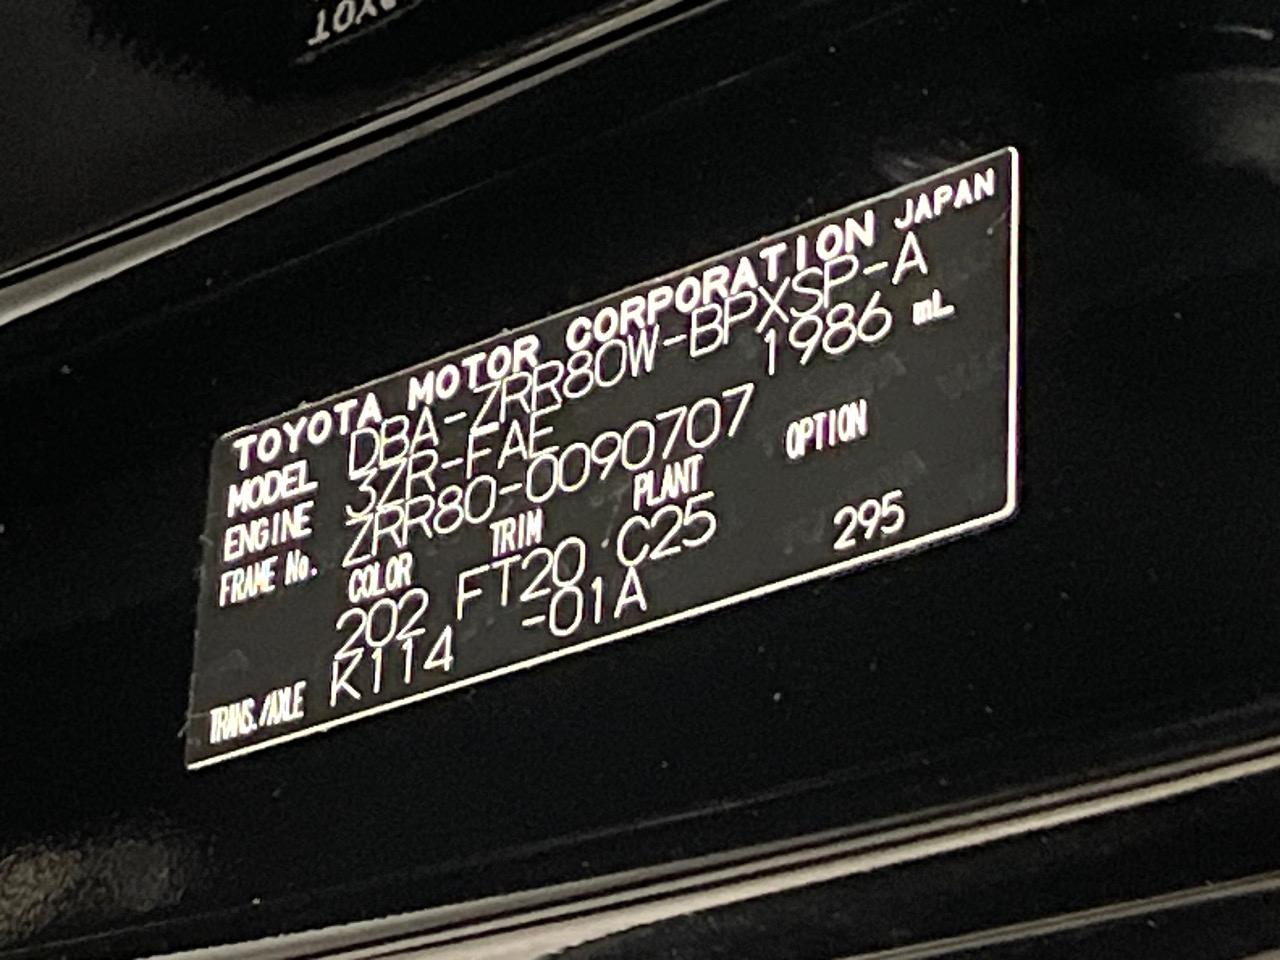 TOYOTA MOTOR CORPORATION JAPAN
MODEL DBA-ZRR80W-BPXSP-A
ENGINE 3ZR-FAE 1986 mL
FRAME No. ZRR80-0090707
COLOR TRIM PLANT OPTION
202 FT20 C25 295
TRANS./AXLE K114 -01A